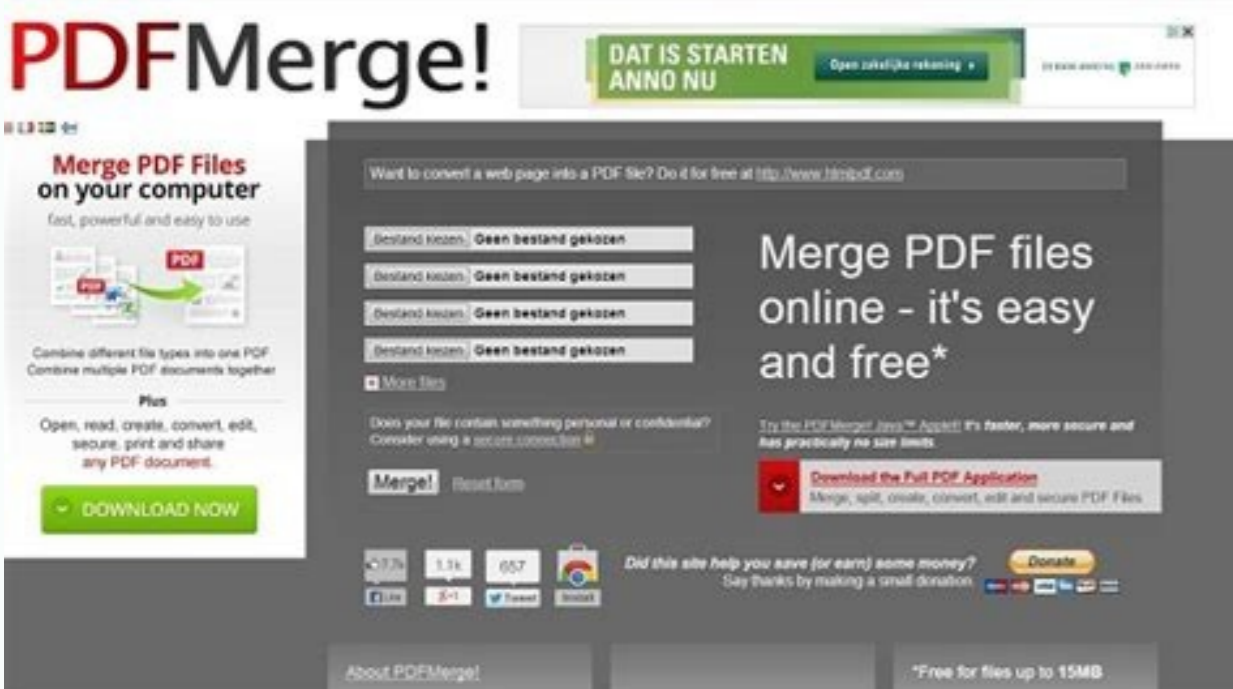 PDFMerge!
DAT IS STARTEN
ANNO NU
Open zakelijke rekening
Merge PDF Files
on your computer
fast, powerful and easy to use
PDF
PDF
Combine different file types into one PDF
Combine multiple PDF documents together
Plus
Open, read, create, convert, edit,
secure, print and share
any PDF document.
DOWNLOAD NOW
Want to convert a web page into a PDF file? Do it for free at http://www.htmlpdf.com
Bestand kiezen Geen bestand gekozen
Bestand kiezen Geen bestand gekozen
Bestand kiezen Geen bestand gekozen
Bestand kiezen Geen bestand gekozen
More files
Does your file contain something personal or confidential?
Consider using a secure connection
Merge! Reset form
Merge PDF files
online - it's easy
and free*
Try the PDFMerge! Java™ Applet! It's faster, more secure and
has practically no size limits.
Download the Full PDF Application
Merge, split, create, convert, edit and secure PDF Files
1.1k
657
Like
+1
Tweet
Install
Did this site help you save (or earn) some money?
Say thanks by making a small donation
Donate
About PDFMerge!
*Free for files up to 15MB